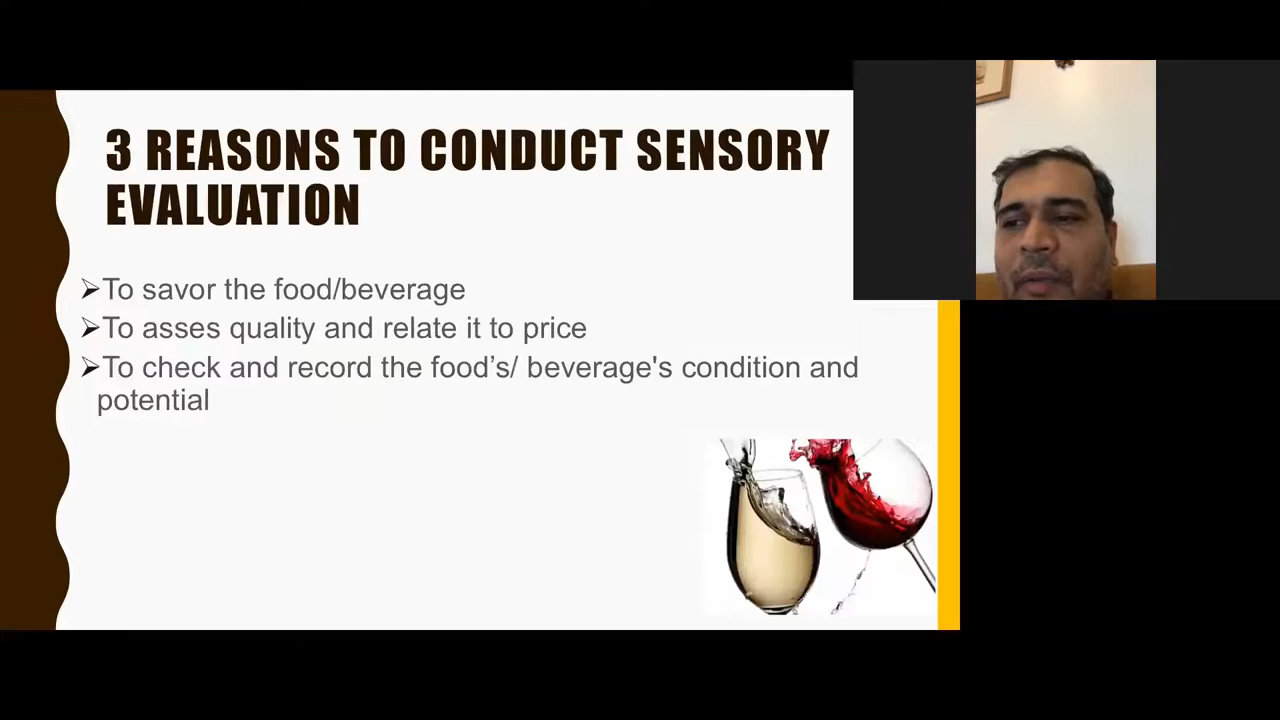 3 REASONS TO CONDUCT SENSORY
EVALUATION
➢To savor the food/beverage
➢To asses quality and relate it to price
➢To check and record the food’s/ beverage's condition and
potential